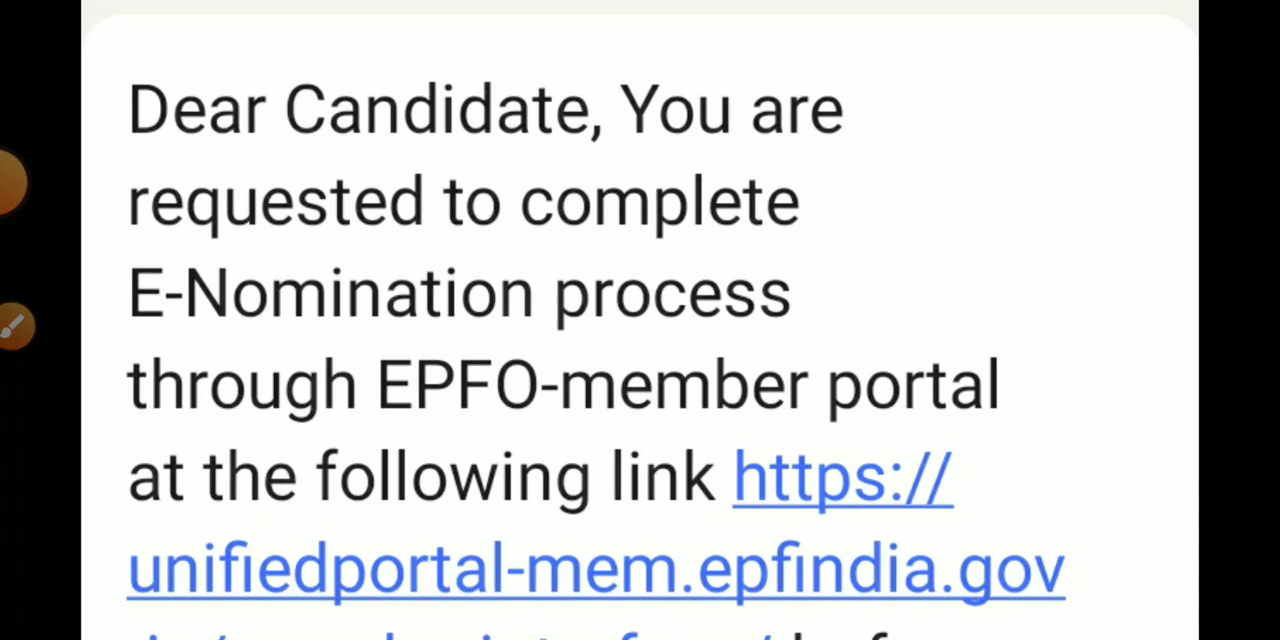 Dear Candidate, You are
requested to complete
E-Nomination process
through EPFO-member portal
at the following link https://
unifiedportal-mem.epfindia.gov